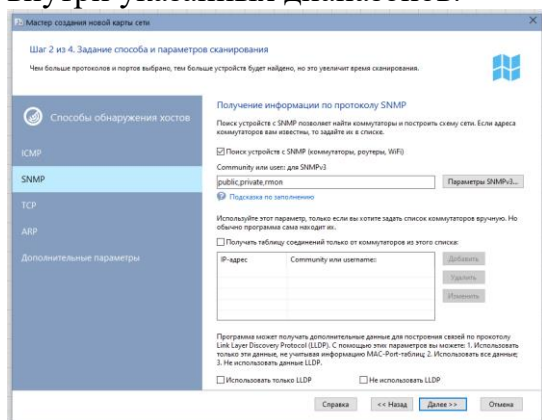 внутри указанных диапазонов.
Мастер создания новой карты сети
Шаг 2 из 4. Задание способа и параметров сканирования
Чем больше протоколов и портов выбрано, тем больше устройств будет найдено, но это увеличит время сканирования.
Способы обнаружения хостов
ICMP
SNMP
TCP
ARP
Дополнительные параметры
Получение информации по протоколу SNMP
Поиск устройств с SNMP позволяет найти коммутаторы и построить схему сети. Если адреса
коммутаторов вам известны, то задайте их в списке.
Поиск устройств с SNMP (коммутаторы, роутеры, WiFi)
Community или user: для SNMPv3
public,private,rmon
Параметры SNMPv3...
Подсказка по заполнению
Используйте этот параметр, только если вы хотите задать список коммутаторов вручную. Но
обычно программа сама находит их.
Получать таблицу соединений только от коммутаторов из этого списка:
IP-адрес Community или username:
Добавить
Удалить
Изменить
Программа может получать дополнительные данные для построения связей по прокотолу
Link Layer Discovery Protocol (LLDP). С помощью этих параметров вы можете: 1. Использовать
только эти данные, не учитывая информацию MAC-Port-таблиц; 2. Использовать все данные;
3. Не использовать данные LLDP.
Использовать только LLDP Не использовать LLDP
Справка << Назад Далее >> Отмена